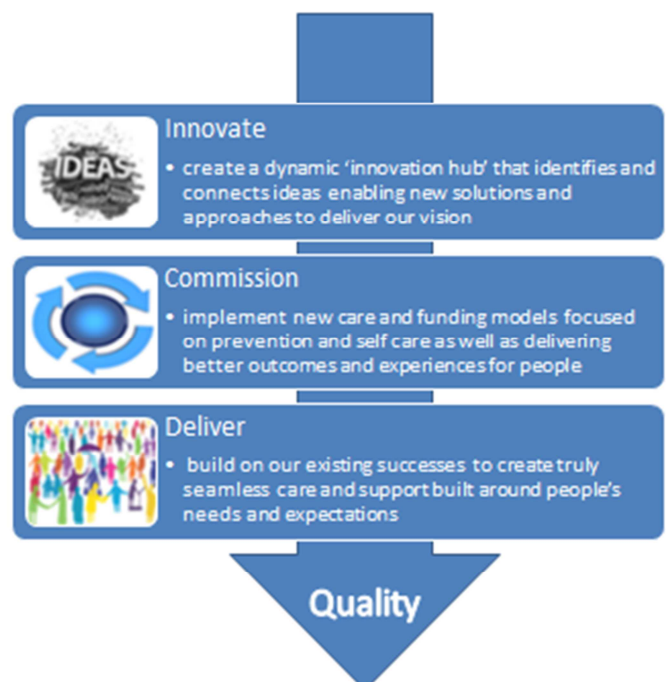 Innovate
IDEAS
• create a dynamic 'innovation hub' that identifies and
connects ideas enabling new solutions and
approaches to deliver our vision
Commission
• implement new care and funding models focused
on prevention and self care as well as delivering
better outcomes and experiences for people
Deliver
• build on our existing successes to create truly
seamless care and support built around people's
needs and expectations
Quality